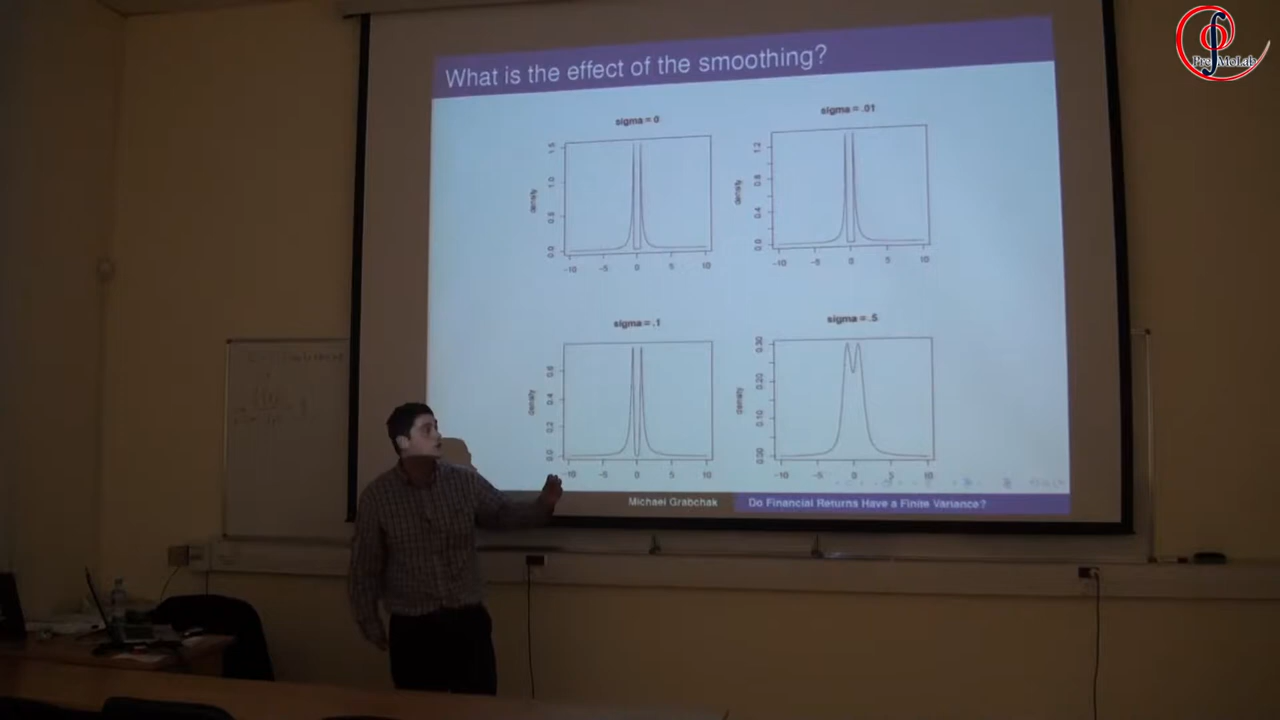 What is the effect of the smoothing?
sigma = 0
density
0.0 0.5 1.0 1.5
-10 -5 0 5 10
sigma = .01
density
0.0 0.4 0.8 1.2
-10 -5 0 5 10
sigma = .1
density
0.0 0.2 0.4 0.6
-10 -5 0 5 10
sigma = .5
density
0.00 0.10 0.20 0.30
-10 -5 0 5 10
Michael Grabchak
Do Financial Returns Have a Finite Variance?
PreMoLab